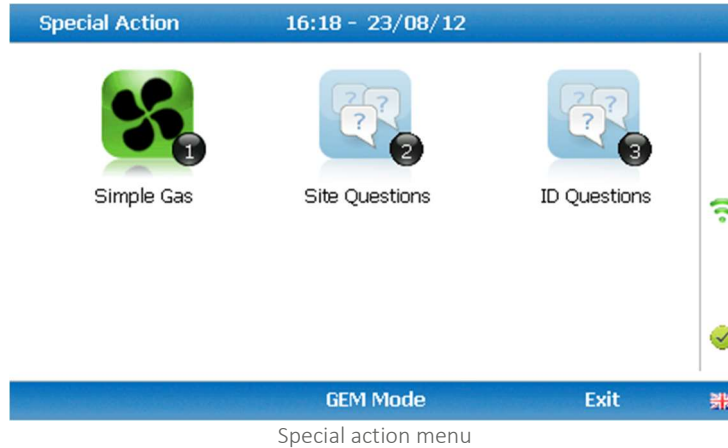 Special Action 16:18 - 23/08/12
? ? ? ? ? ?
1 2 3
Simple Gas Site Questions ID Questions
GEM Mode Exit
Special action menu